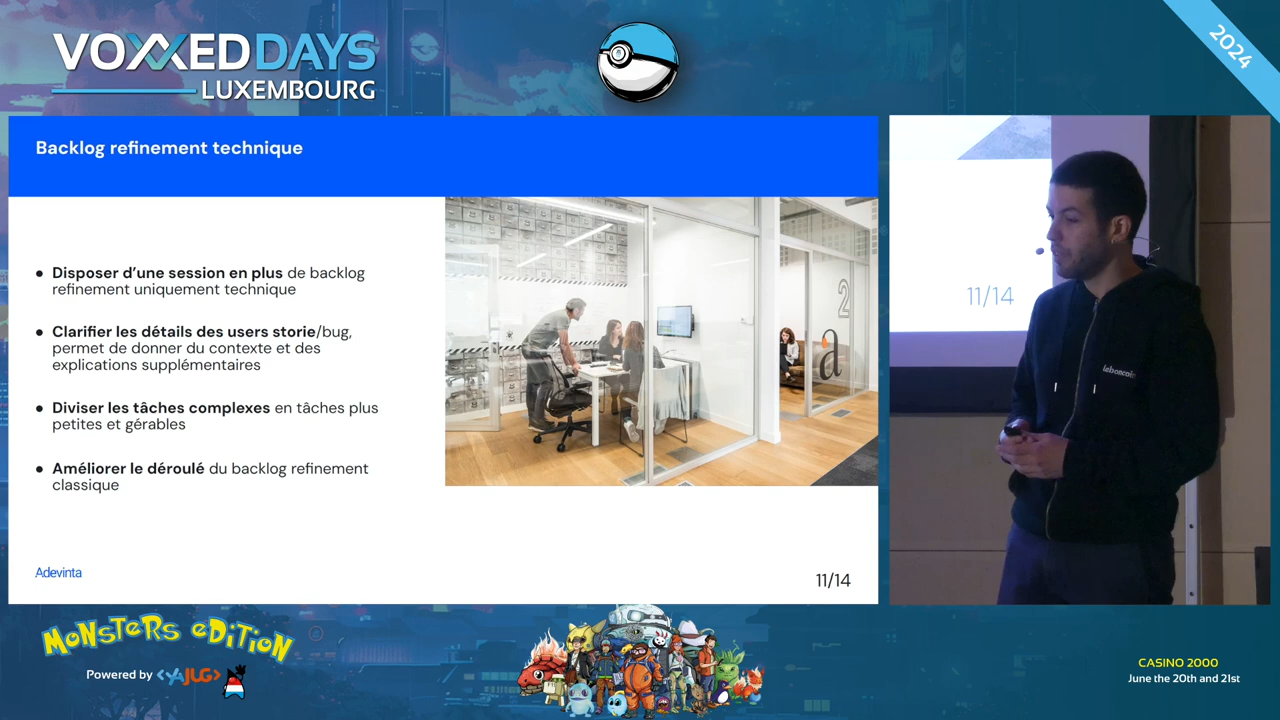 VOXXEDDAYS
LUXEMBOURG
2024
Backlog refinement technique
Disposer d'une session en plus de backlog
refinement uniquement technique
Clarifier les détails des users storie/bug,
permet de donner du contexte et des
explications supplémentaires
Diviser les tâches complexes en tâches plus
petites et gérables
Améliorer le déroulé du backlog refinement
classique
2
a
Adevinta
11/14
11/14
leboncoin
MONSTERS EDITION
Powered by <YAJUG>
CASINO 2000
June the 20th and 21st